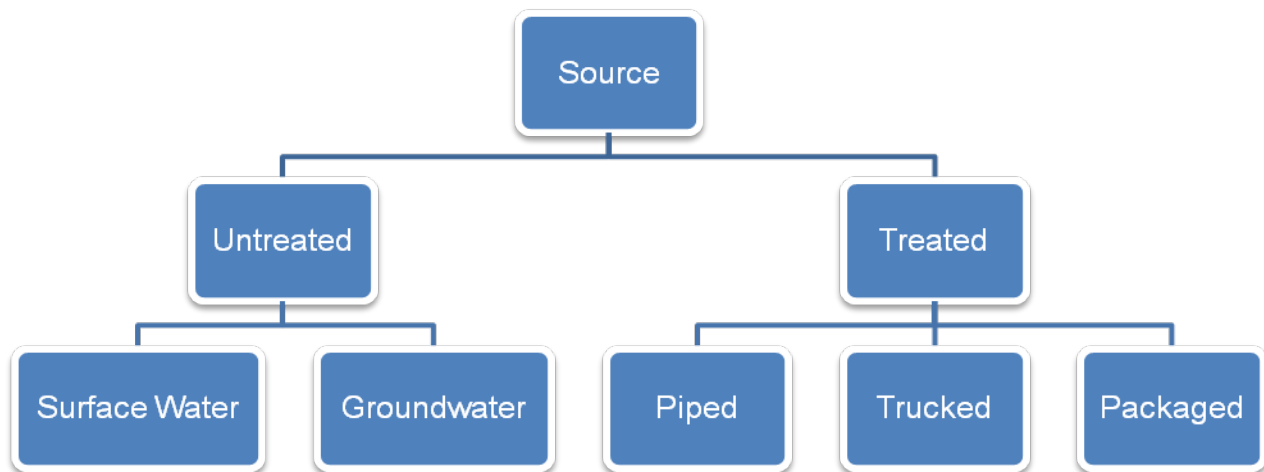 Source
Untreated
Treated
Surface Water
Groundwater
Piped
Trucked
Packaged